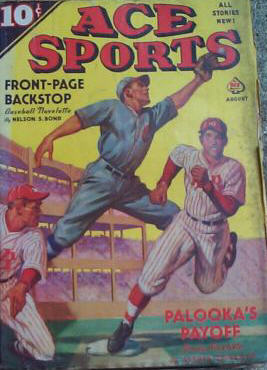 10¢
ACE
SPORTS
ALL
STORIES
NEW!
FRONT-PAGE
BACKSTOP
Baseball Novelette
By NELSON S. BOND
AUGUST
PALOOKA'S
PAYOFF